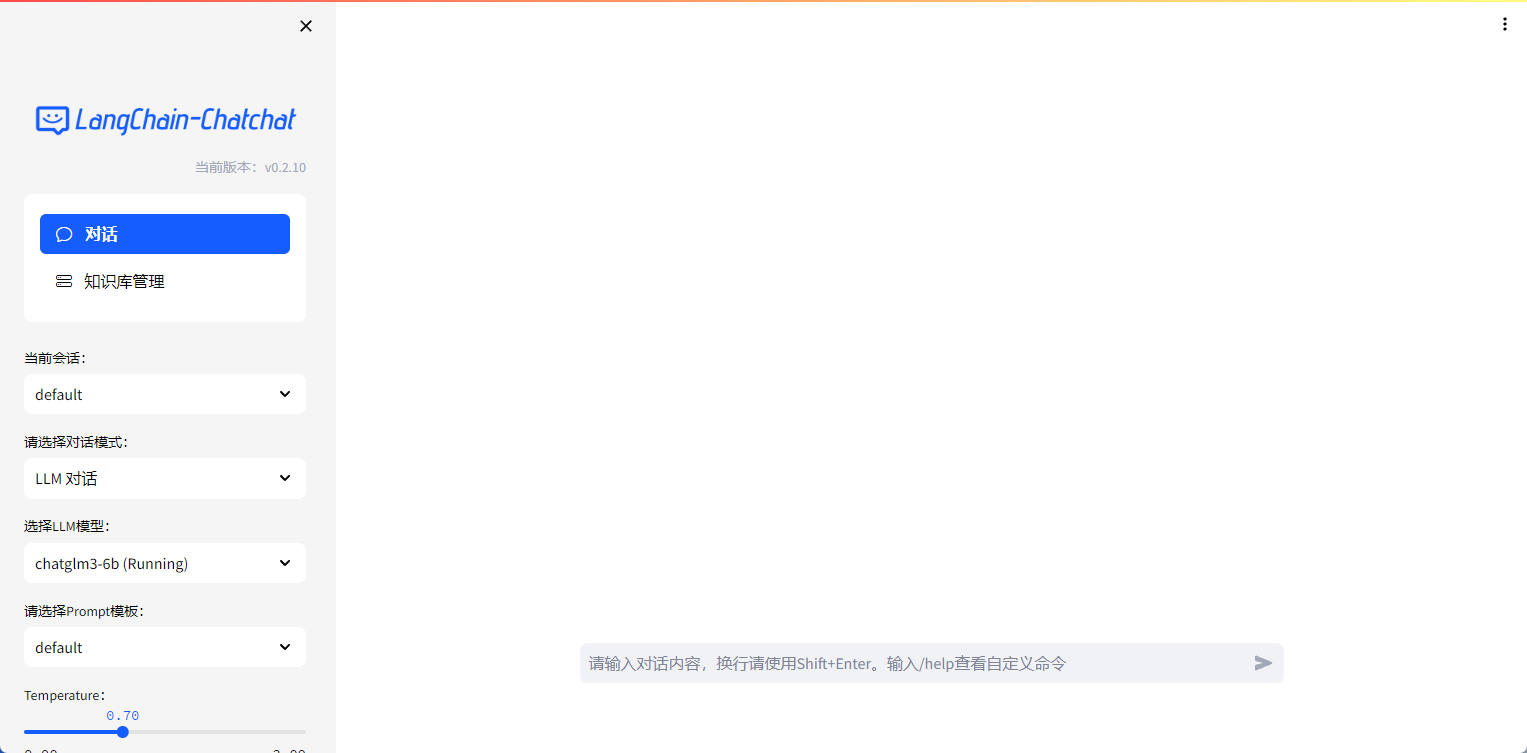 LangChain-Chatchat
当前版本：v0.2.10
对话
知识库管理
当前会话：
default
请选择对话模式：
LLM 对话
选择LLM模型：
chatglm3-6b (Running)
请选择Prompt模板：
default
Temperature：
0.70
请输入对话内容，换行请使用Shift+Enter。输入/help查看自定义命令